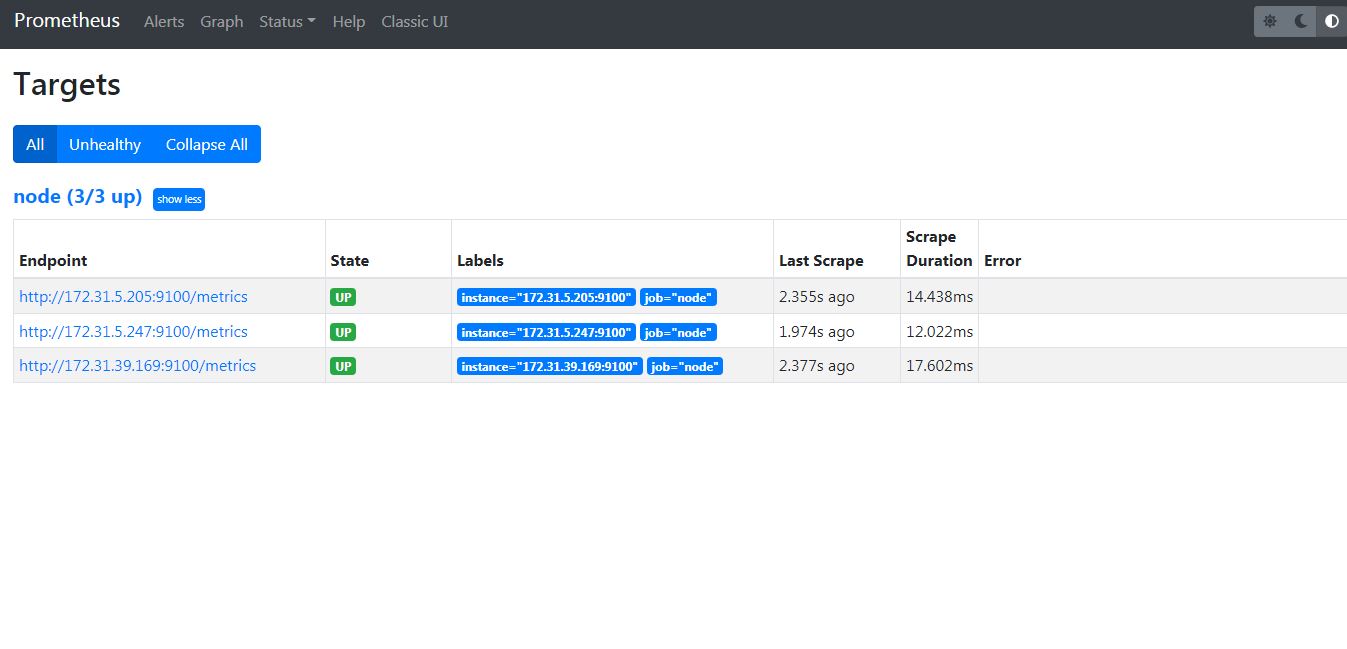 Prometheus Alerts Graph Status Help Classic UI
Targets
All Unhealthy Collapse All
node (3/3 up) show less
Endpoint State Labels Last Scrape Scrape Duration Error
http://172.31.5.205:9100/metrics UP instance="172.31.5.205:9100" job="node" 2.355s ago 14.438ms
http://172.31.5.247:9100/metrics UP instance="172.31.5.247:9100" job="node" 1.974s ago 12.022ms
http://172.31.39.169:9100/metrics UP instance="172.31.39.169:9100" job="node" 2.377s ago 17.602ms